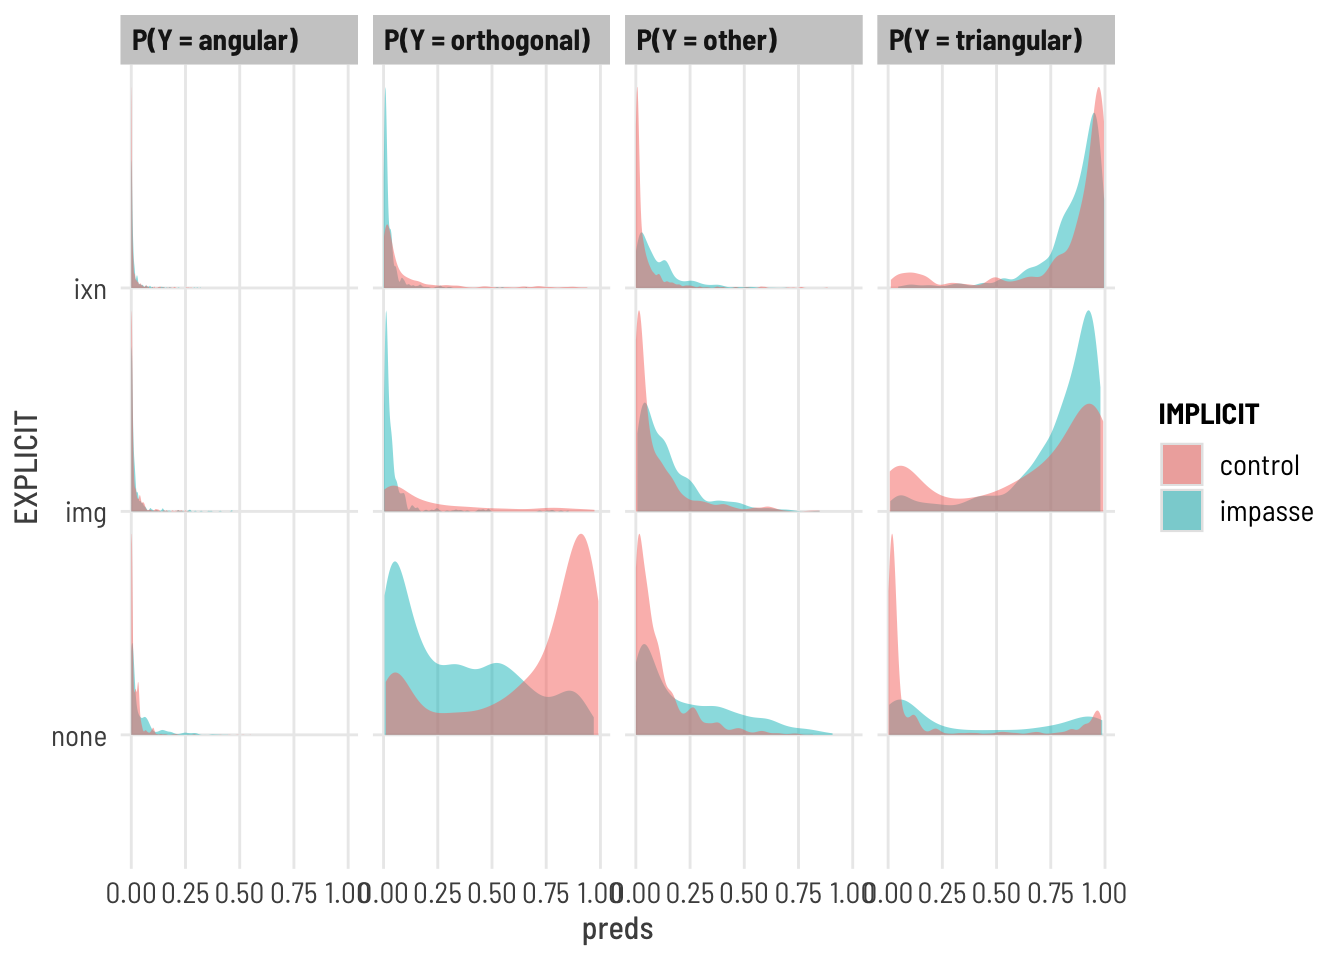 P(Y = angular) P(Y = orthogonal) P(Y = other) P(Y = triangular)
EXPLICIT
ixn
img
none
0.00 0.25 0.50 0.75 1.00 0.00 0.25 0.50 0.75 1.00 0.00 0.25 0.50 0.75 1.00 0.00 0.25 0.50 0.75 1.00
preds
IMPLICIT
control
impasse